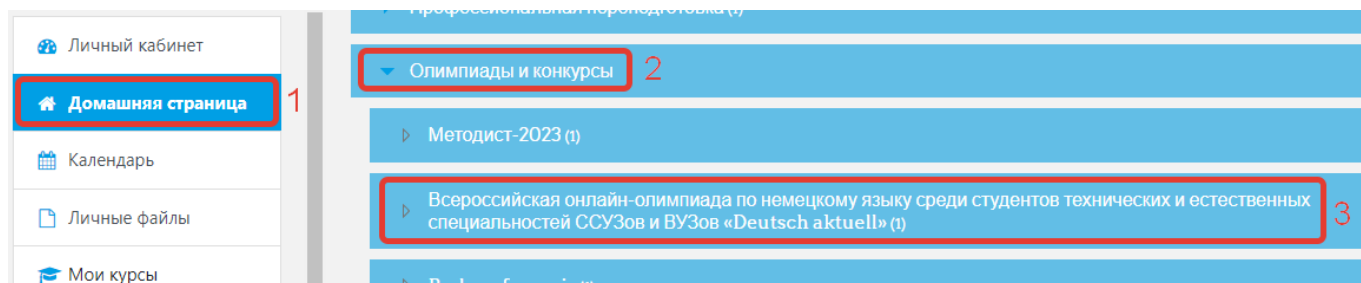 Личный кабинет
Домашняя страница
1
Календарь
Личные файлы
Мои курсы
Олимпиады и конкурсы
2
Методист-2023 (1)
Всероссийская онлайн-олимпиада по немецкому языку среди студентов технических и естественных
специальностей ССУЗов и ВУЗов «Deutsch aktuell» (1)
3